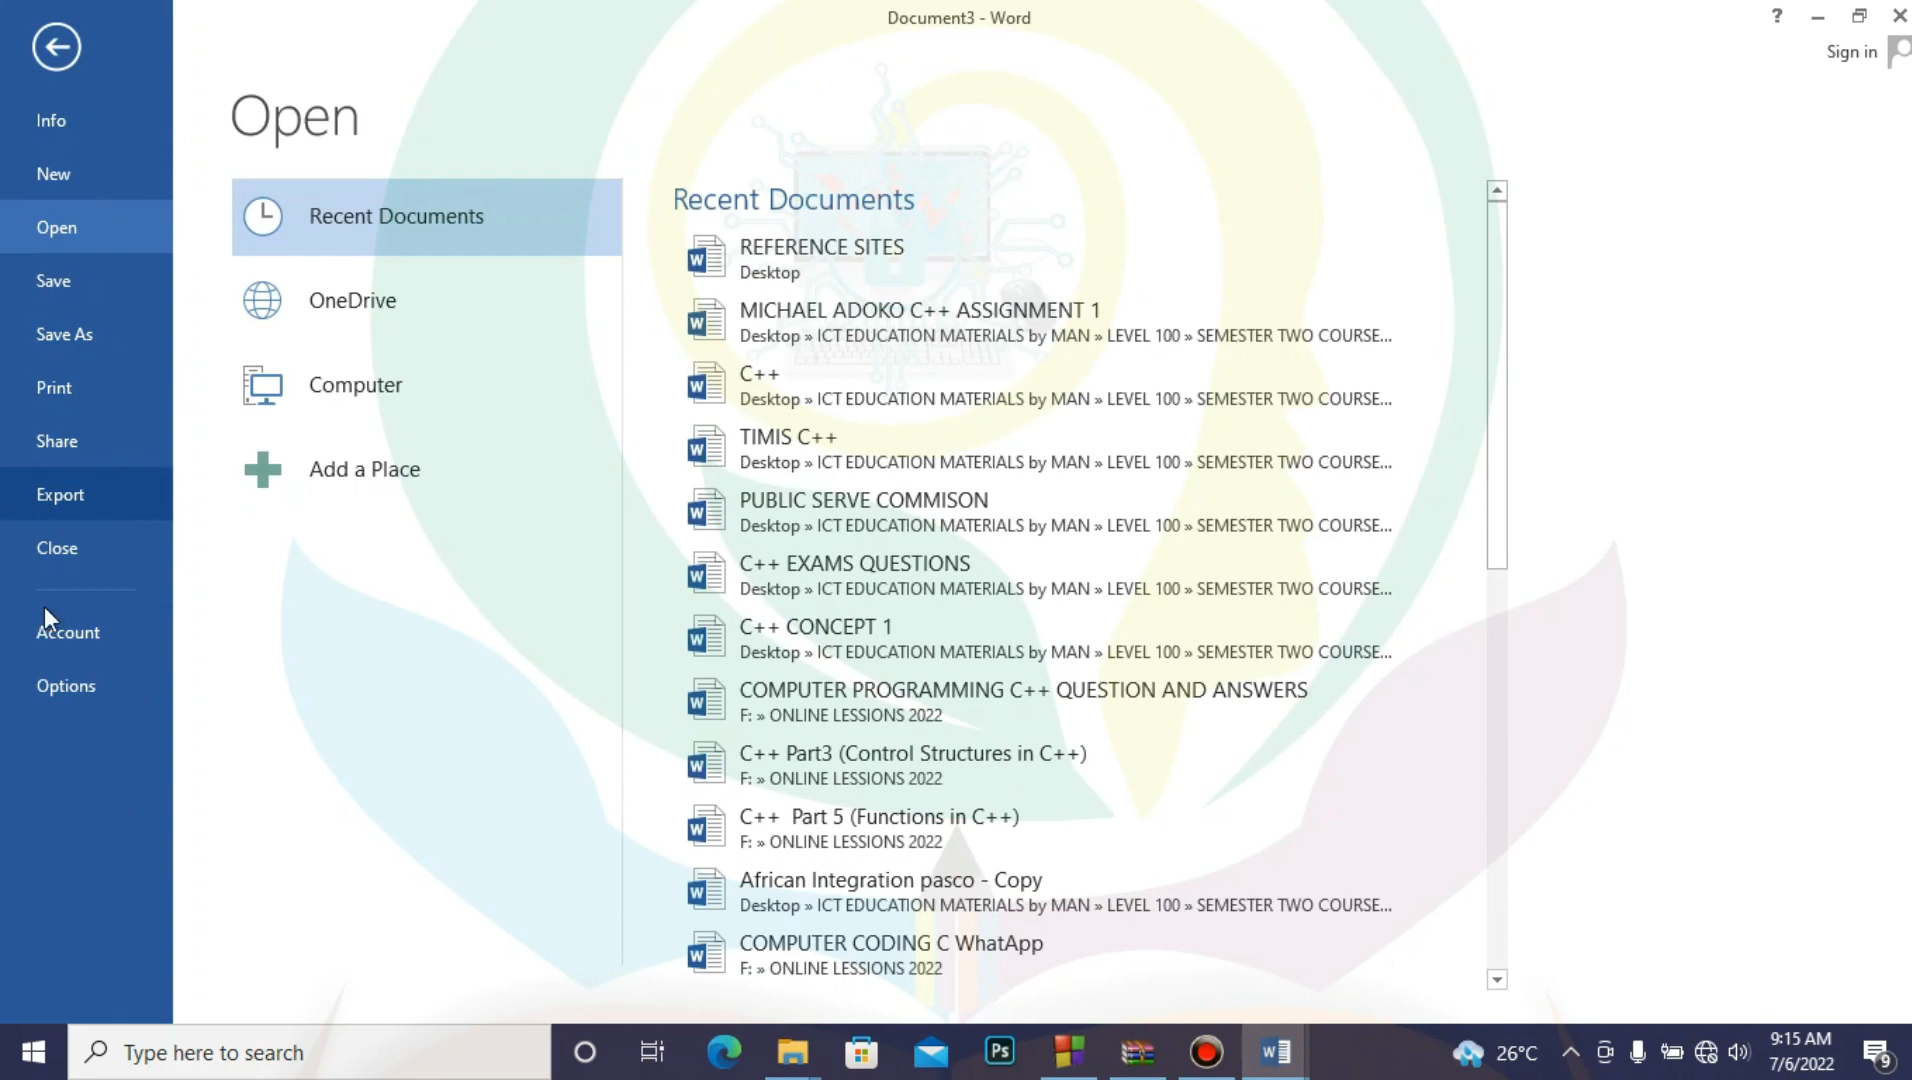 Document3 - Word
?
Sign in
Info
New
Open
Save
Save As
Print
Share
Export
Close
Account
Options
Open
Recent Documents
OneDrive
Computer
Add a Place
Recent Documents
REFERENCE SITES
Desktop
MICHAEL ADOKO C++ ASSIGNMENT 1
Desktop » ICT EDUCATION MATERIALS by MAN » LEVEL 100 » SEMESTER TWO COURSE...
C++
Desktop » ICT EDUCATION MATERIALS by MAN » LEVEL 100 » SEMESTER TWO COURSE...
TIMIS C++
Desktop » ICT EDUCATION MATERIALS by MAN » LEVEL 100 » SEMESTER TWO COURSE...
PUBLIC SERVE COMMISON
Desktop » ICT EDUCATION MATERIALS by MAN » LEVEL 100 » SEMESTER TWO COURSE...
C++ EXAMS QUESTIONS
Desktop » ICT EDUCATION MATERIALS by MAN » LEVEL 100 » SEMESTER TWO COURSE...
C++ CONCEPT 1
Desktop » ICT EDUCATION MATERIALS by MAN » LEVEL 100 » SEMESTER TWO COURSE...
COMPUTER PROGRAMMING C++ QUESTION AND ANSWERS
F: » ONLINE LESSIONS 2022
C++ Part3 (Control Structures in C++)
F: » ONLINE LESSIONS 2022
C++ Part 5 (Functions in C++)
F: » ONLINE LESSIONS 2022
African Integration pasco - Copy
Desktop » ICT EDUCATION MATERIALS by MAN » LEVEL 100 » SEMESTER TWO COURSE...
COMPUTER CODING C WhatApp
F: » ONLINE LESSIONS 2022
Type here to search
Ps
26°C
9:15 AM
7/6/2022
9